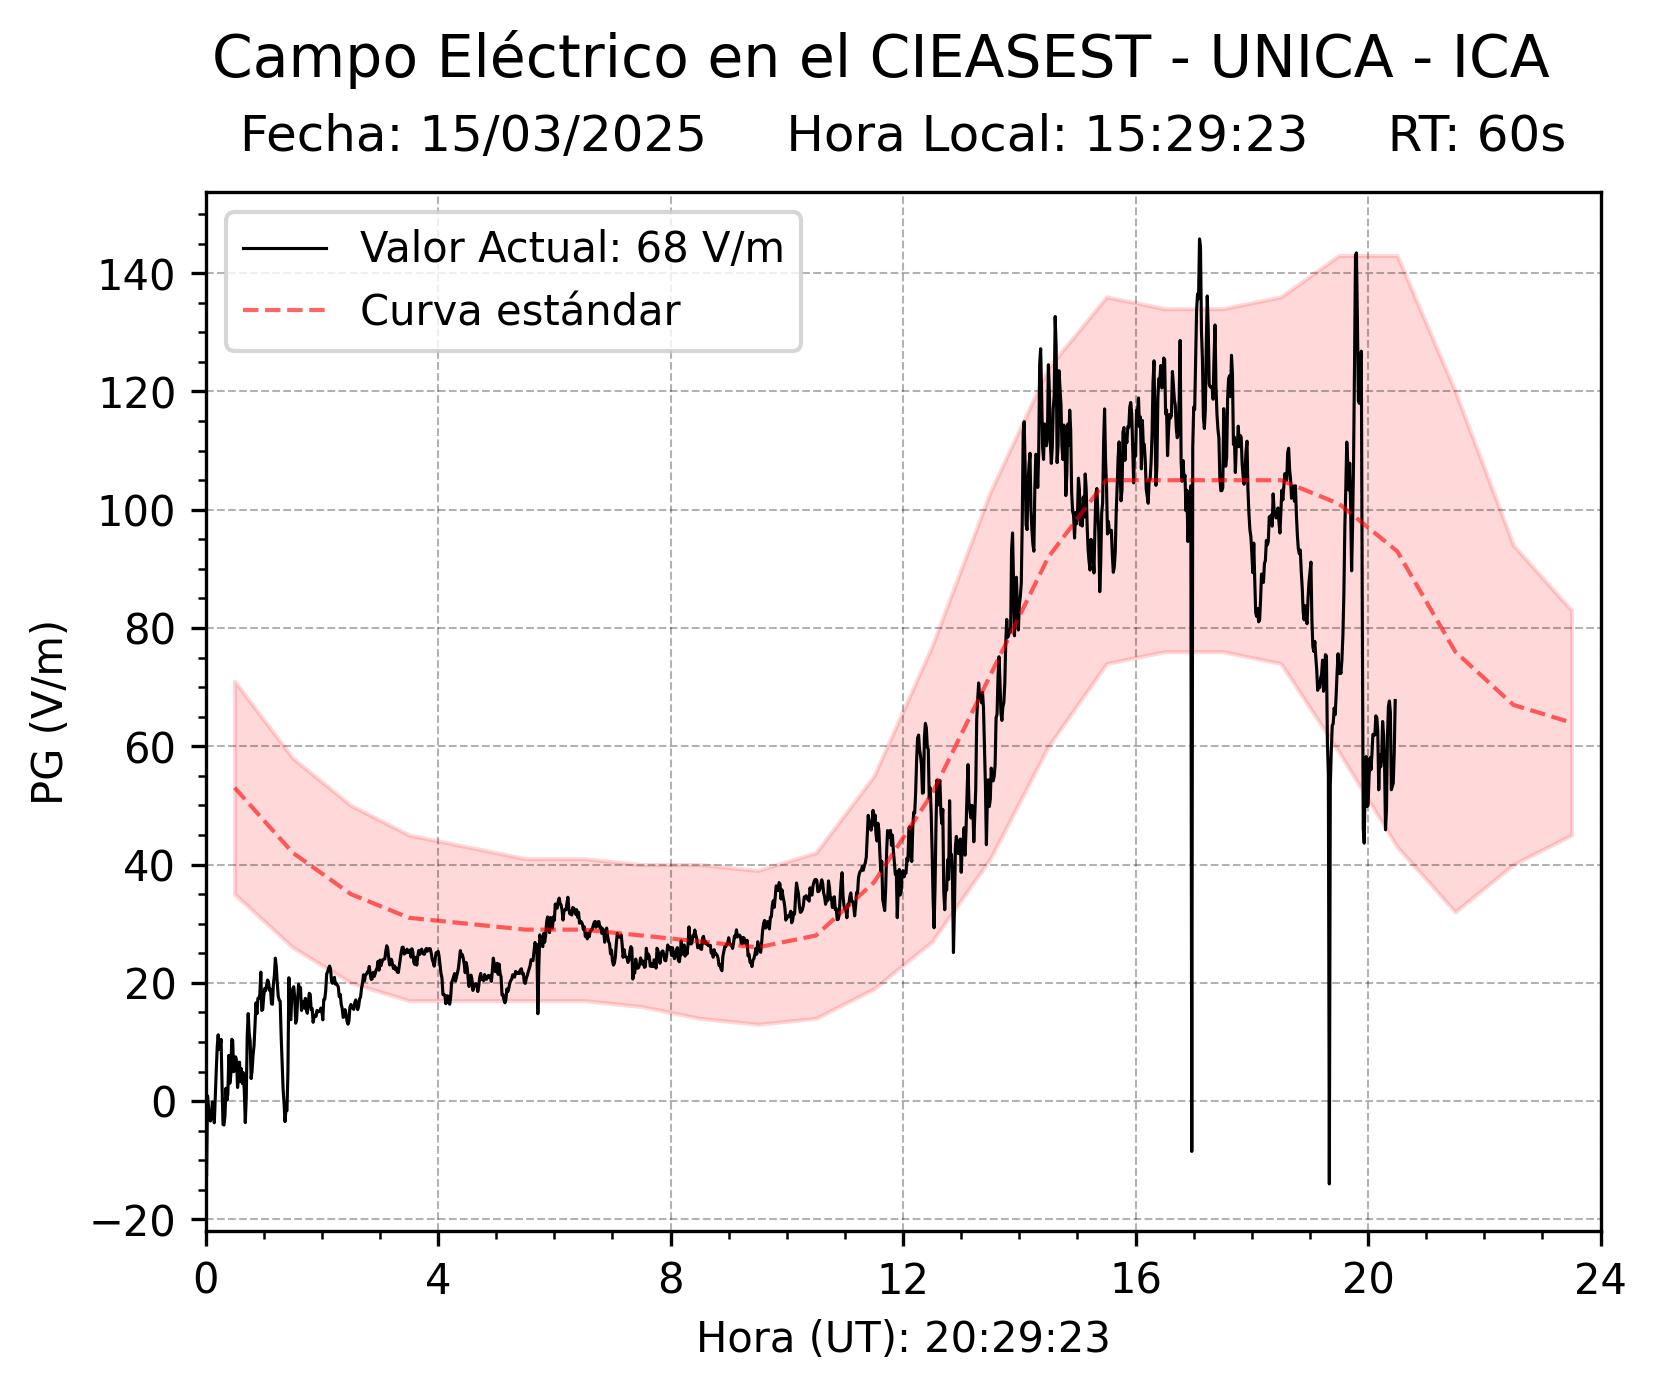 Campo Eléctrico en el CIEASEST - UNICA - ICA
Fecha: 15/03/2025 Hora Local: 15:29:23 RT: 60s
Valor Actual: 68 V/m
Curva estándar
PG (V/m)
140
120
100
80
60
40
20
0
−20
0 4 8 12 16 20 24
Hora (UT): 20:29:23